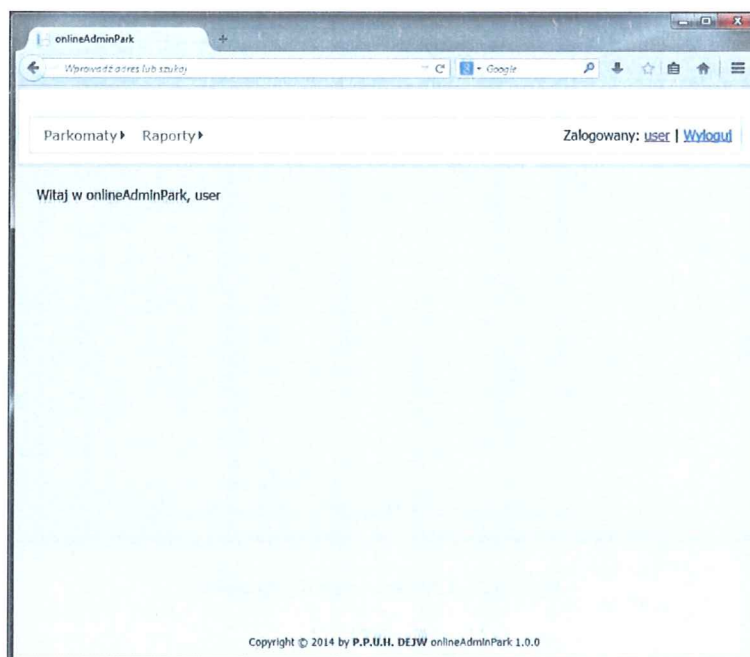 onlineAdminPark
Wprowadź adres lub szukaj
Google
Parkomaty Raporty Zalogowany: user | Wyloguj
Witaj w onlineAdminPark, user
Copyright © 2014 by P.P.U.H. DEJW onlineAdminPark 1.0.0